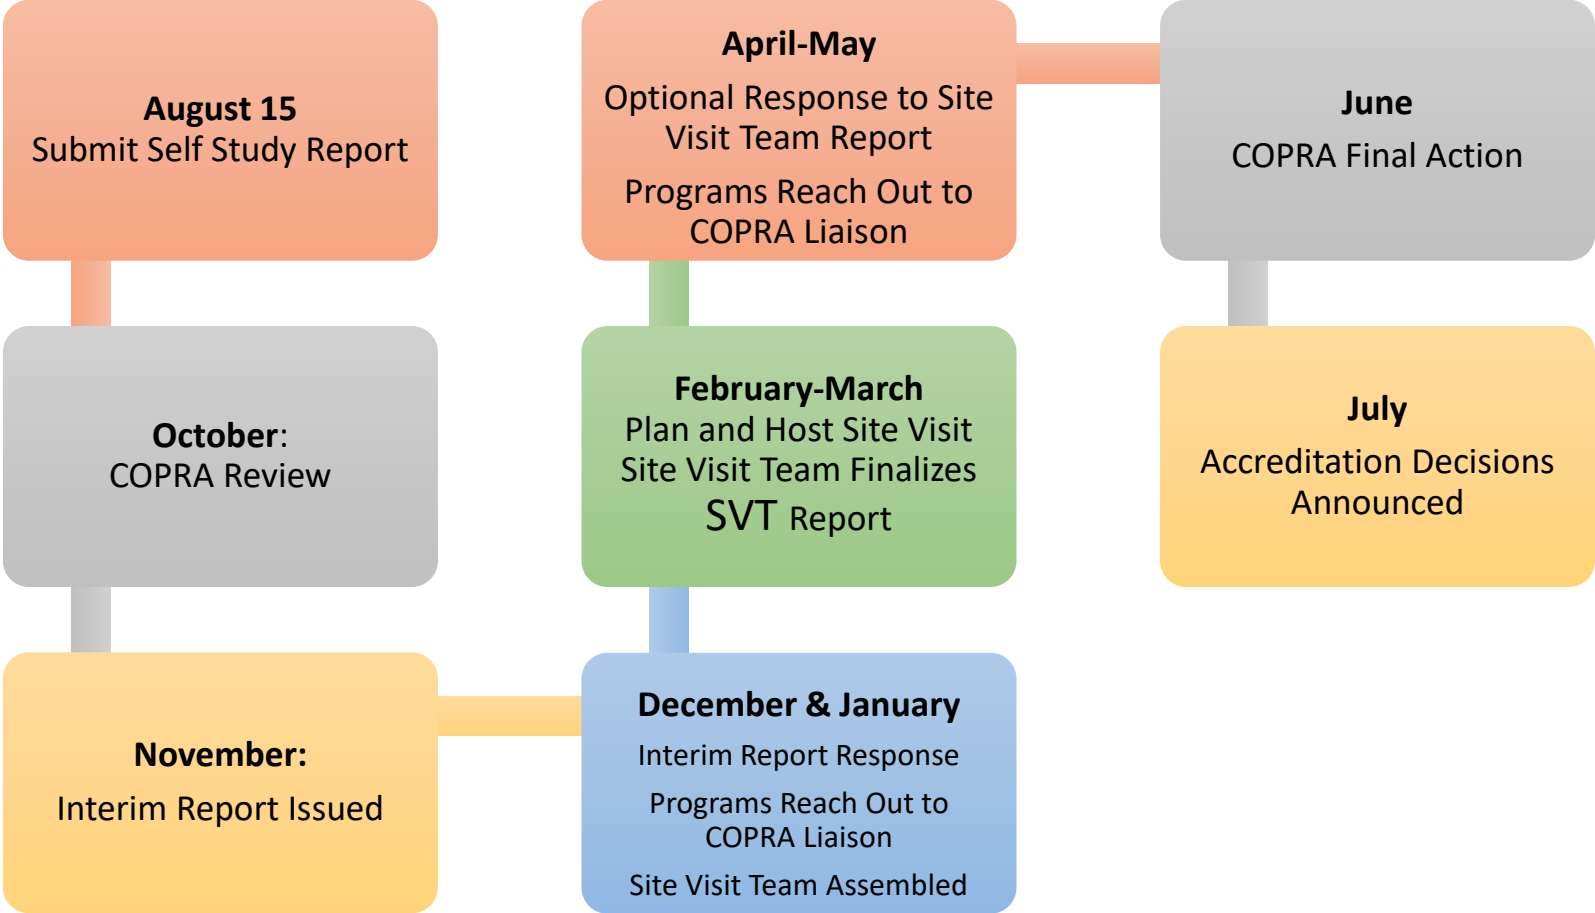 August 15
Submit Self Study Report
October:
COPRA Review
November:
Interim Report Issued
December & January
Interim Report Response
Programs Reach Out to
COPRA Liaison
Site Visit Team Assembled
February-March
Plan and Host Site Visit
Site Visit Team Finalizes
SVT Report
April-May
Optional Response to Site
Visit Team Report
Programs Reach Out to
COPRA Liaison
June
COPRA Final Action
July
Accreditation Decisions
Announced